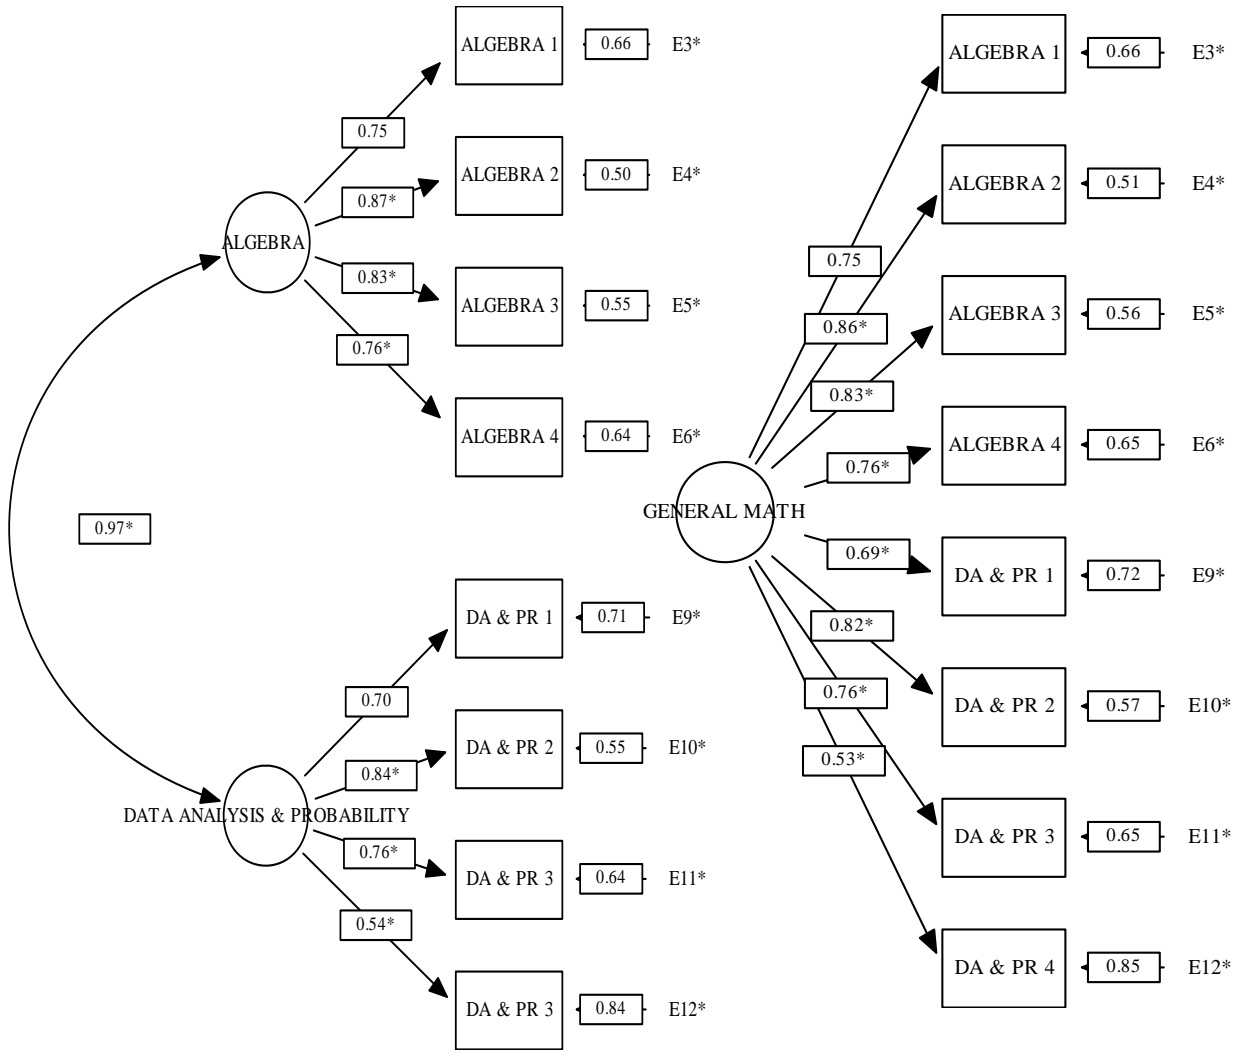 ALGEBRA 1
0.66
E3*
0.75
ALGEBRA 2
0.50
E4*
0.87*
ALGEBRA
0.83*
ALGEBRA 3
0.55
E5*
0.76*
ALGEBRA 4
0.64
E6*
0.97*
DA & PR 1
0.71
E9*
0.70
DA & PR 2
0.55
E10*
0.84*
DATA ANALYSIS & PROBABILITY
0.76*
DA & PR 3
0.64
E11*
0.54*
DA & PR 3
0.84
E12*
ALGEBRA 1
0.66
E3*
0.75
ALGEBRA 2
0.51
E4*
0.86*
ALGEBRA 3
0.56
E5*
0.83*
ALGEBRA 4
0.65
E6*
0.76*
GENERAL MATH
0.69*
DA & PR 1
0.72
E9*
0.82*
DA & PR 2
0.57
E10*
0.76*
DA & PR 3
0.65
E11*
0.53*
DA & PR 4
0.85
E12*